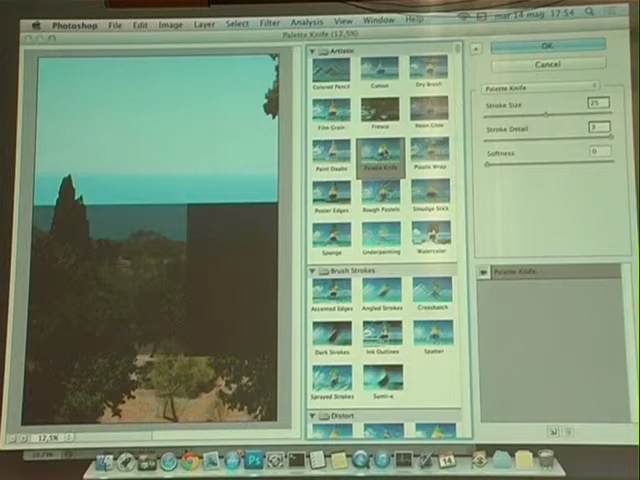 Photoshop File Edit Image Layer Select Filter Analysis View Window Help mar 14 mag 17:54
Palette Knife (12,5%)
Artistic
Colored Pencil Cutout Dry Brush
Film Grain Fresco Neon Glow
Paint Daubs Palette Knife Plastic Wrap
Poster Edges Rough Pastels Smudge Stick
Sponge Underpainting Watercolor
Brush Strokes
Accented Edges Angled Strokes Crosshatch
Dark Strokes Ink Outlines Spatter
Sprayed Strokes Sumi-e
Distort
OK
Cancel
Palette Knife
Stroke Size 25
Stroke Detail 3
Softness 0
Palette Knife
12,5%
14